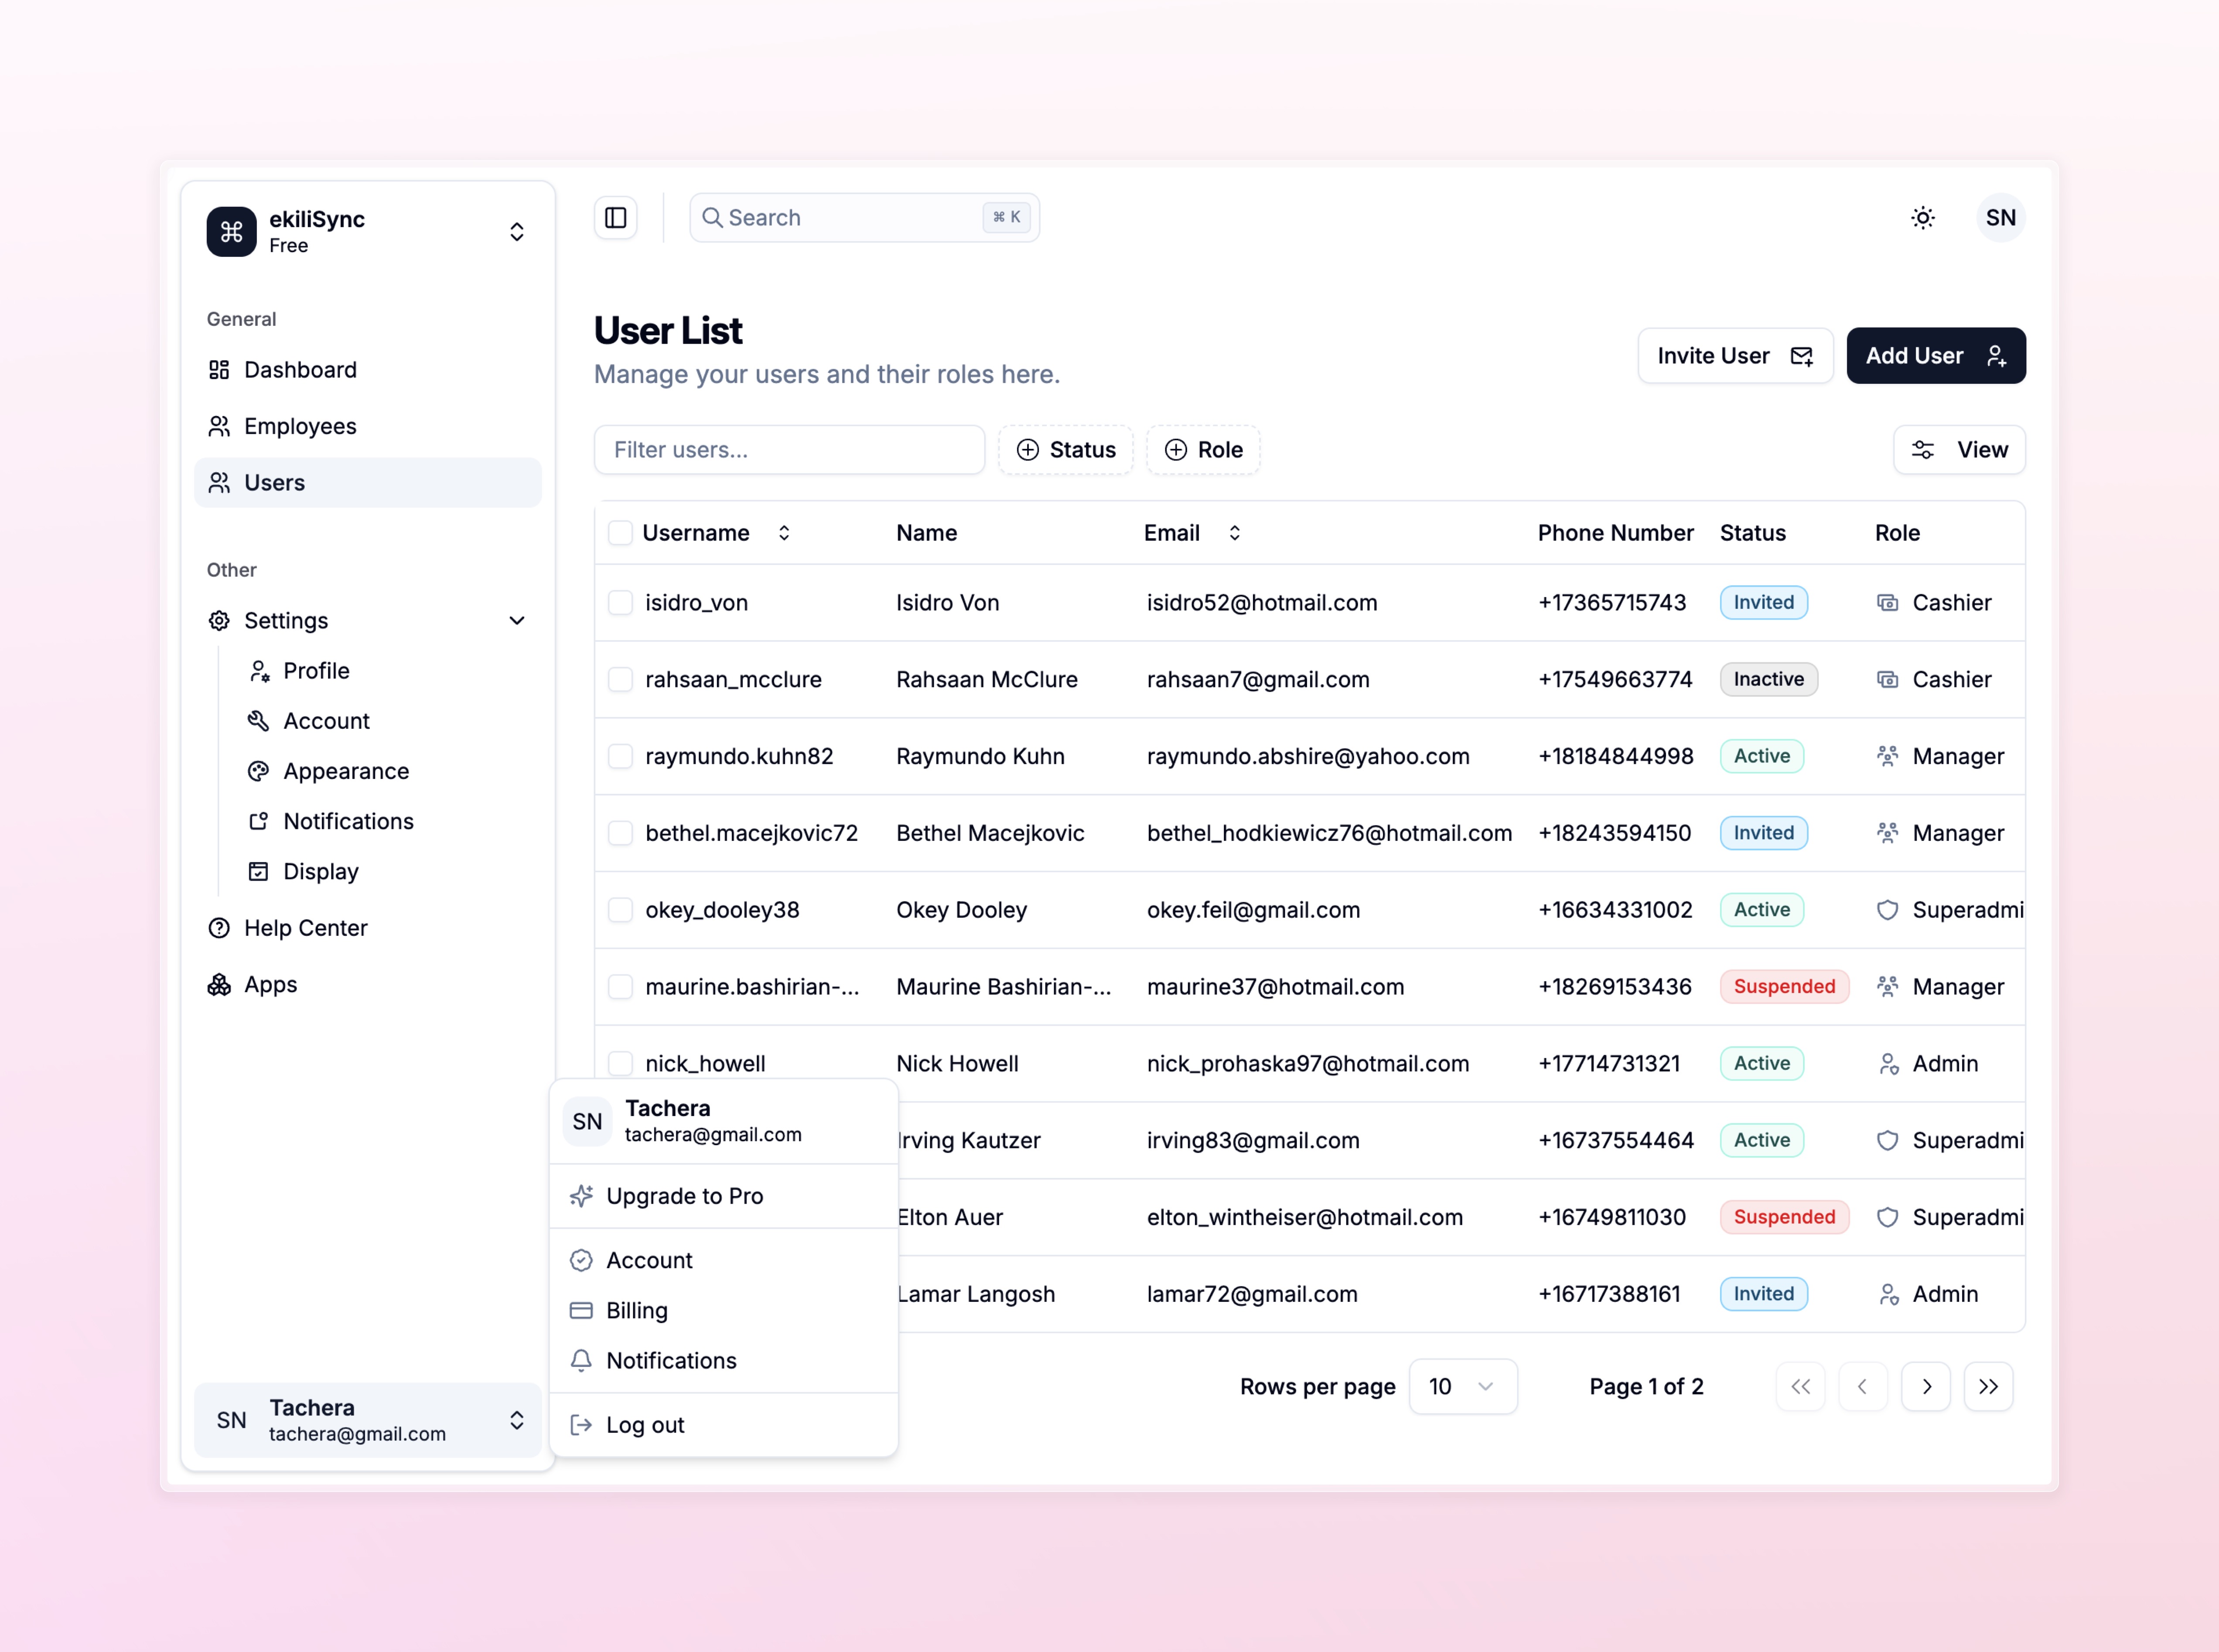 ekiliSync
Free
General
Dashboard
Employees
Users
Other
Settings
Profile
Account
Appearance
Notifications
Display
Help Center
Apps
SN Tachera
tachera@gmail.com
Search ⌘ K
SN
User List
Manage your users and their roles here.
Invite User
Add User
Filter users...
Status
Role
View
Username Name Email Phone Number Status Role
isidro_von Isidro Von isidro52@hotmail.com +17365715743 Invited Cashier
rahsaan_mcclure Rahsaan McClure rahsaan7@gmail.com +17549663774 Inactive Cashier
raymundo.kuhn82 Raymundo Kuhn raymundo.abshire@yahoo.com +18184844998 Active Manager
bethel.macejkovic72 Bethel Macejkovic bethel_hodkiewicz76@hotmail.com +18243594150 Invited Manager
okey_dooley38 Okey Dooley okey.feil@gmail.com +16634331002 Active Superadmi
maurine.bashirian-... Maurine Bashirian-... maurine37@hotmail.com +18269153436 Suspended Manager
nick_howell Nick Howell nick_prohaska97@hotmail.com +17714731321 Active Admin
Irving Kautzer irving83@gmail.com +16737554464 Active Superadmi
Elton Auer elton_wintheiser@hotmail.com +16749811030 Suspended Superadmi
Lamar Langosh lamar72@gmail.com +16717388161 Invited Admin
SN Tachera
tachera@gmail.com
Upgrade to Pro
Account
Billing
Notifications
Log out
Rows per page 10 Page 1 of 2